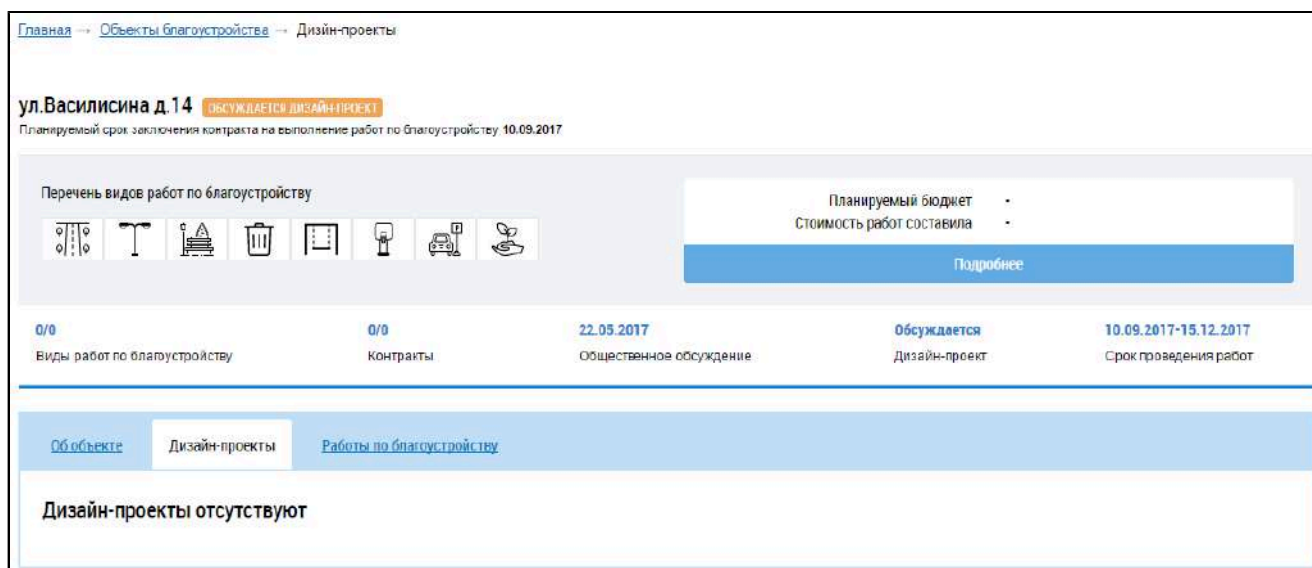 Главная → Объекты благоустройства → Дизйн-проекты
ул.Василисина д.14 ОБСУЖДАЕТСЯ ДИЗАЙН-ПРОЕКТ
Планируемый срок заключения контракта на выполнение работ по благоустройству 10.09.2017
Перечень видов работ по благоустройству
Планируемый бюджет -
Стоимость работ составила -
Подробнее
0/0 0/0 22.05.2017 Обсуждается 10.09.2017-15.12.2017
Виды работ по благоустройству Контракты Общественное обсуждение Дизайн-проект Срок проведения работ
Об объекте Дизайн-проекты Работы по благоустройству
Дизайн-проекты отсутствуют